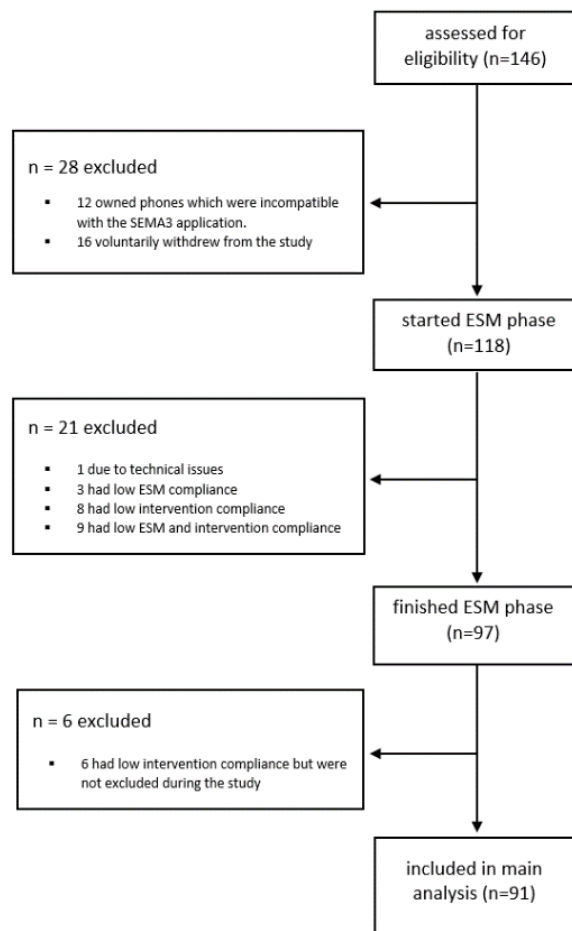 assessed for
eligibility (n=146)
n = 28 excluded
▪ 12 owned phones which were incompatible
with the SEMA3 application.
▪ 16 voluntarily withdrew from the study
started ESM phase
(n=118)
n = 21 excluded
▪ 1 due to technical issues
▪ 3 had low ESM compliance
▪ 8 had low intervention compliance
▪ 9 had low ESM and intervention compliance
finished ESM phase
(n=97)
n = 6 excluded
▪ 6 had low intervention compliance but were
not excluded during the study
included in main
analysis (n=91)